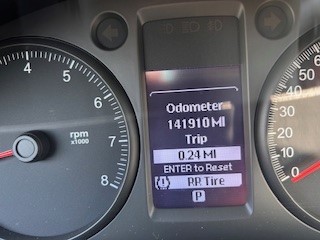 4
5
6
7
8
rpm
x1000
Odometer
141910 MI
Trip
0.24 MI
ENTER to Reset
RR Tire
P
60
50
40
30
20
10
0